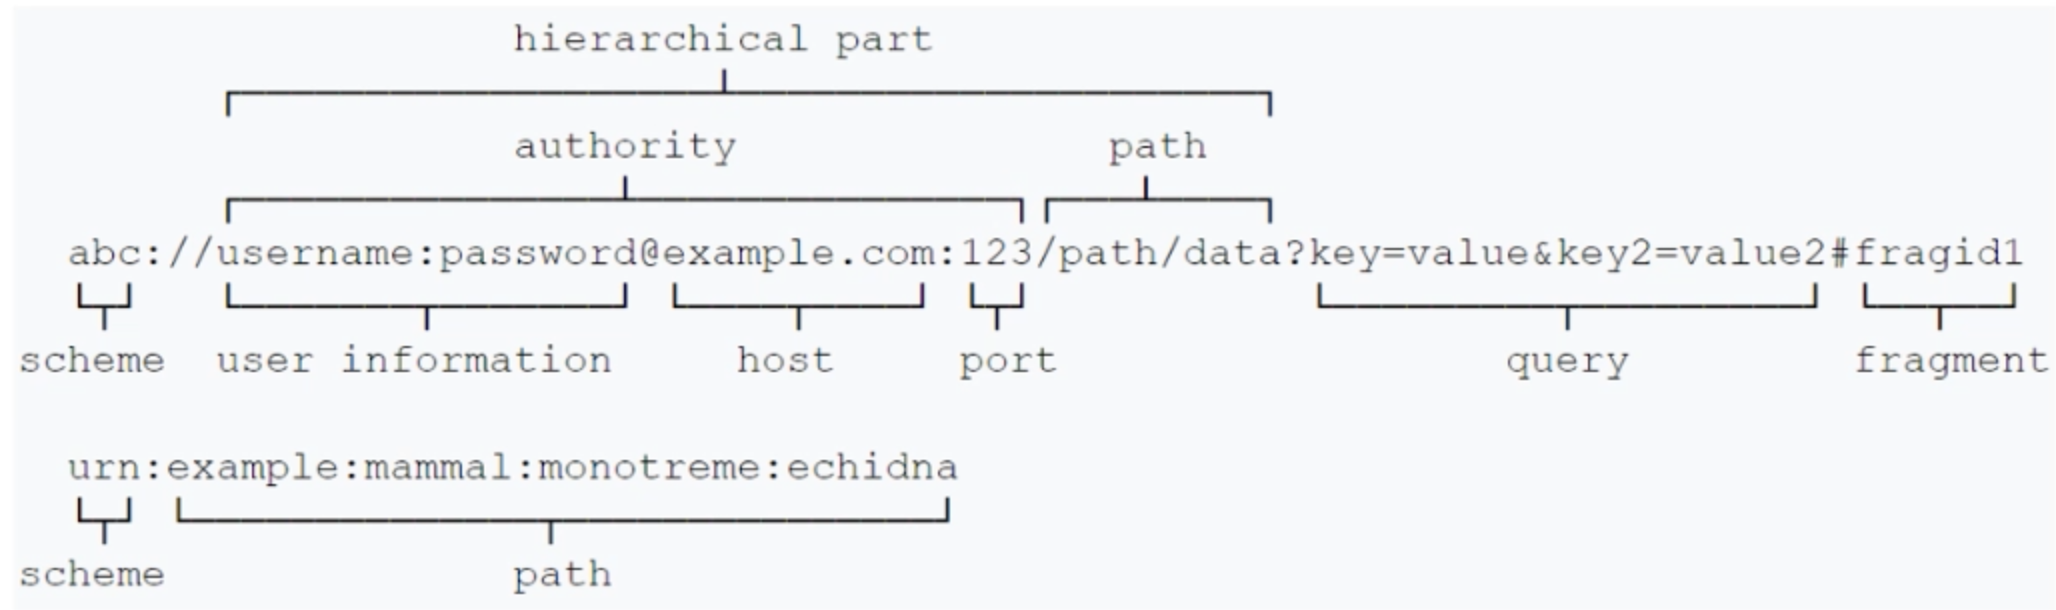 hierarchical part
authority path
abc://username:password@example.com:123/path/data?key=value&key2=value2#fragid1
scheme user information host port query fragment
urn:example:mammal:monotreme:echidna
scheme path